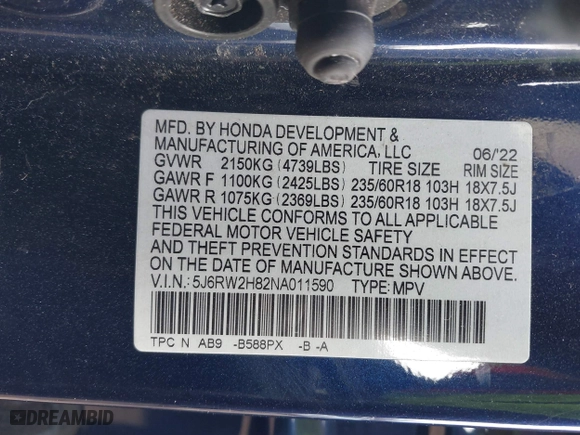 MFD. BY HONDA DEVELOPMENT &
MANUFACTURING OF AMERICA, LLC 06/'22
GVWR 2150KG (4739LBS) TIRE SIZE RIM SIZE
GAWR F 1100KG (2425LBS) 235/60R18 103H 18X7.5J
GAWR R 1075KG (2369LBS) 235/60R18 103H 18X7.5J
THIS VEHICLE CONFORMS TO ALL APPLICABLE
FEDERAL MOTOR VEHICLE SAFETY
AND THEFT PREVENTION STANDARDS IN EFFECT
ON THE DATE OF MANUFACTURE SHOWN ABOVE.
V.I.N.: 5J6RW2H82NA011590 TYPE: MPV
TPC N AB9 -B588PX -B -A
DREAMBID